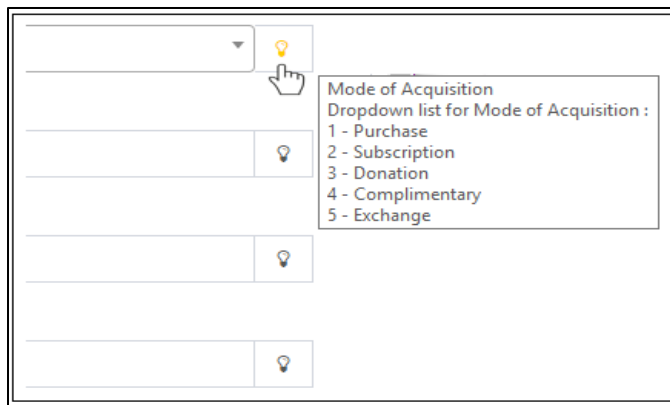 Mode of Acquisition
Dropdown list for Mode of Acquisition :
1 - Purchase
2 - Subscription
3 - Donation
4 - Complimentary
5 - Exchange